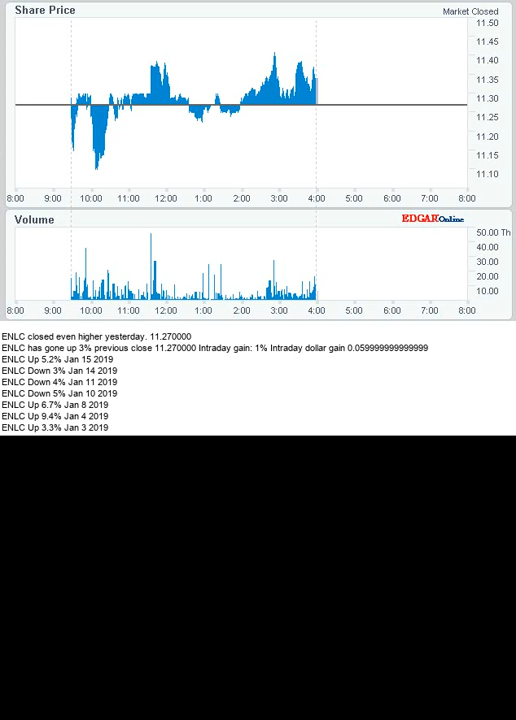 Share Price
Market Closed
11.50
11.45
11.40
11.35
11.30
11.25
11.20
11.15
11.10
8:00 9:00 10:00 11:00 12:00 1:00 2:00 3:00 4:00 5:00 6:00 7:00 8:00
Volume
EDGAR Online
50.00 Th
40.00
30.00
20.00
10.00
8:00 9:00 10:00 11:00 12:00 1:00 2:00 3:00 4:00 5:00 6:00 7:00 8:00
ENLC closed even higher yesterday. 11.270000
ENLC has gone up 3% previous close 11.270000 Intraday gain: 1% Intraday dollar gain 0.059999999999999
ENLC Up 5.2% Jan 15 2019
ENLC Down 3% Jan 14 2019
ENLC Down 4% Jan 11 2019
ENLC Down 5% Jan 10 2019
ENLC Up 6.7% Jan 8 2019
ENLC Up 9.4% Jan 4 2019
ENLC Up 3.3% Jan 3 2019